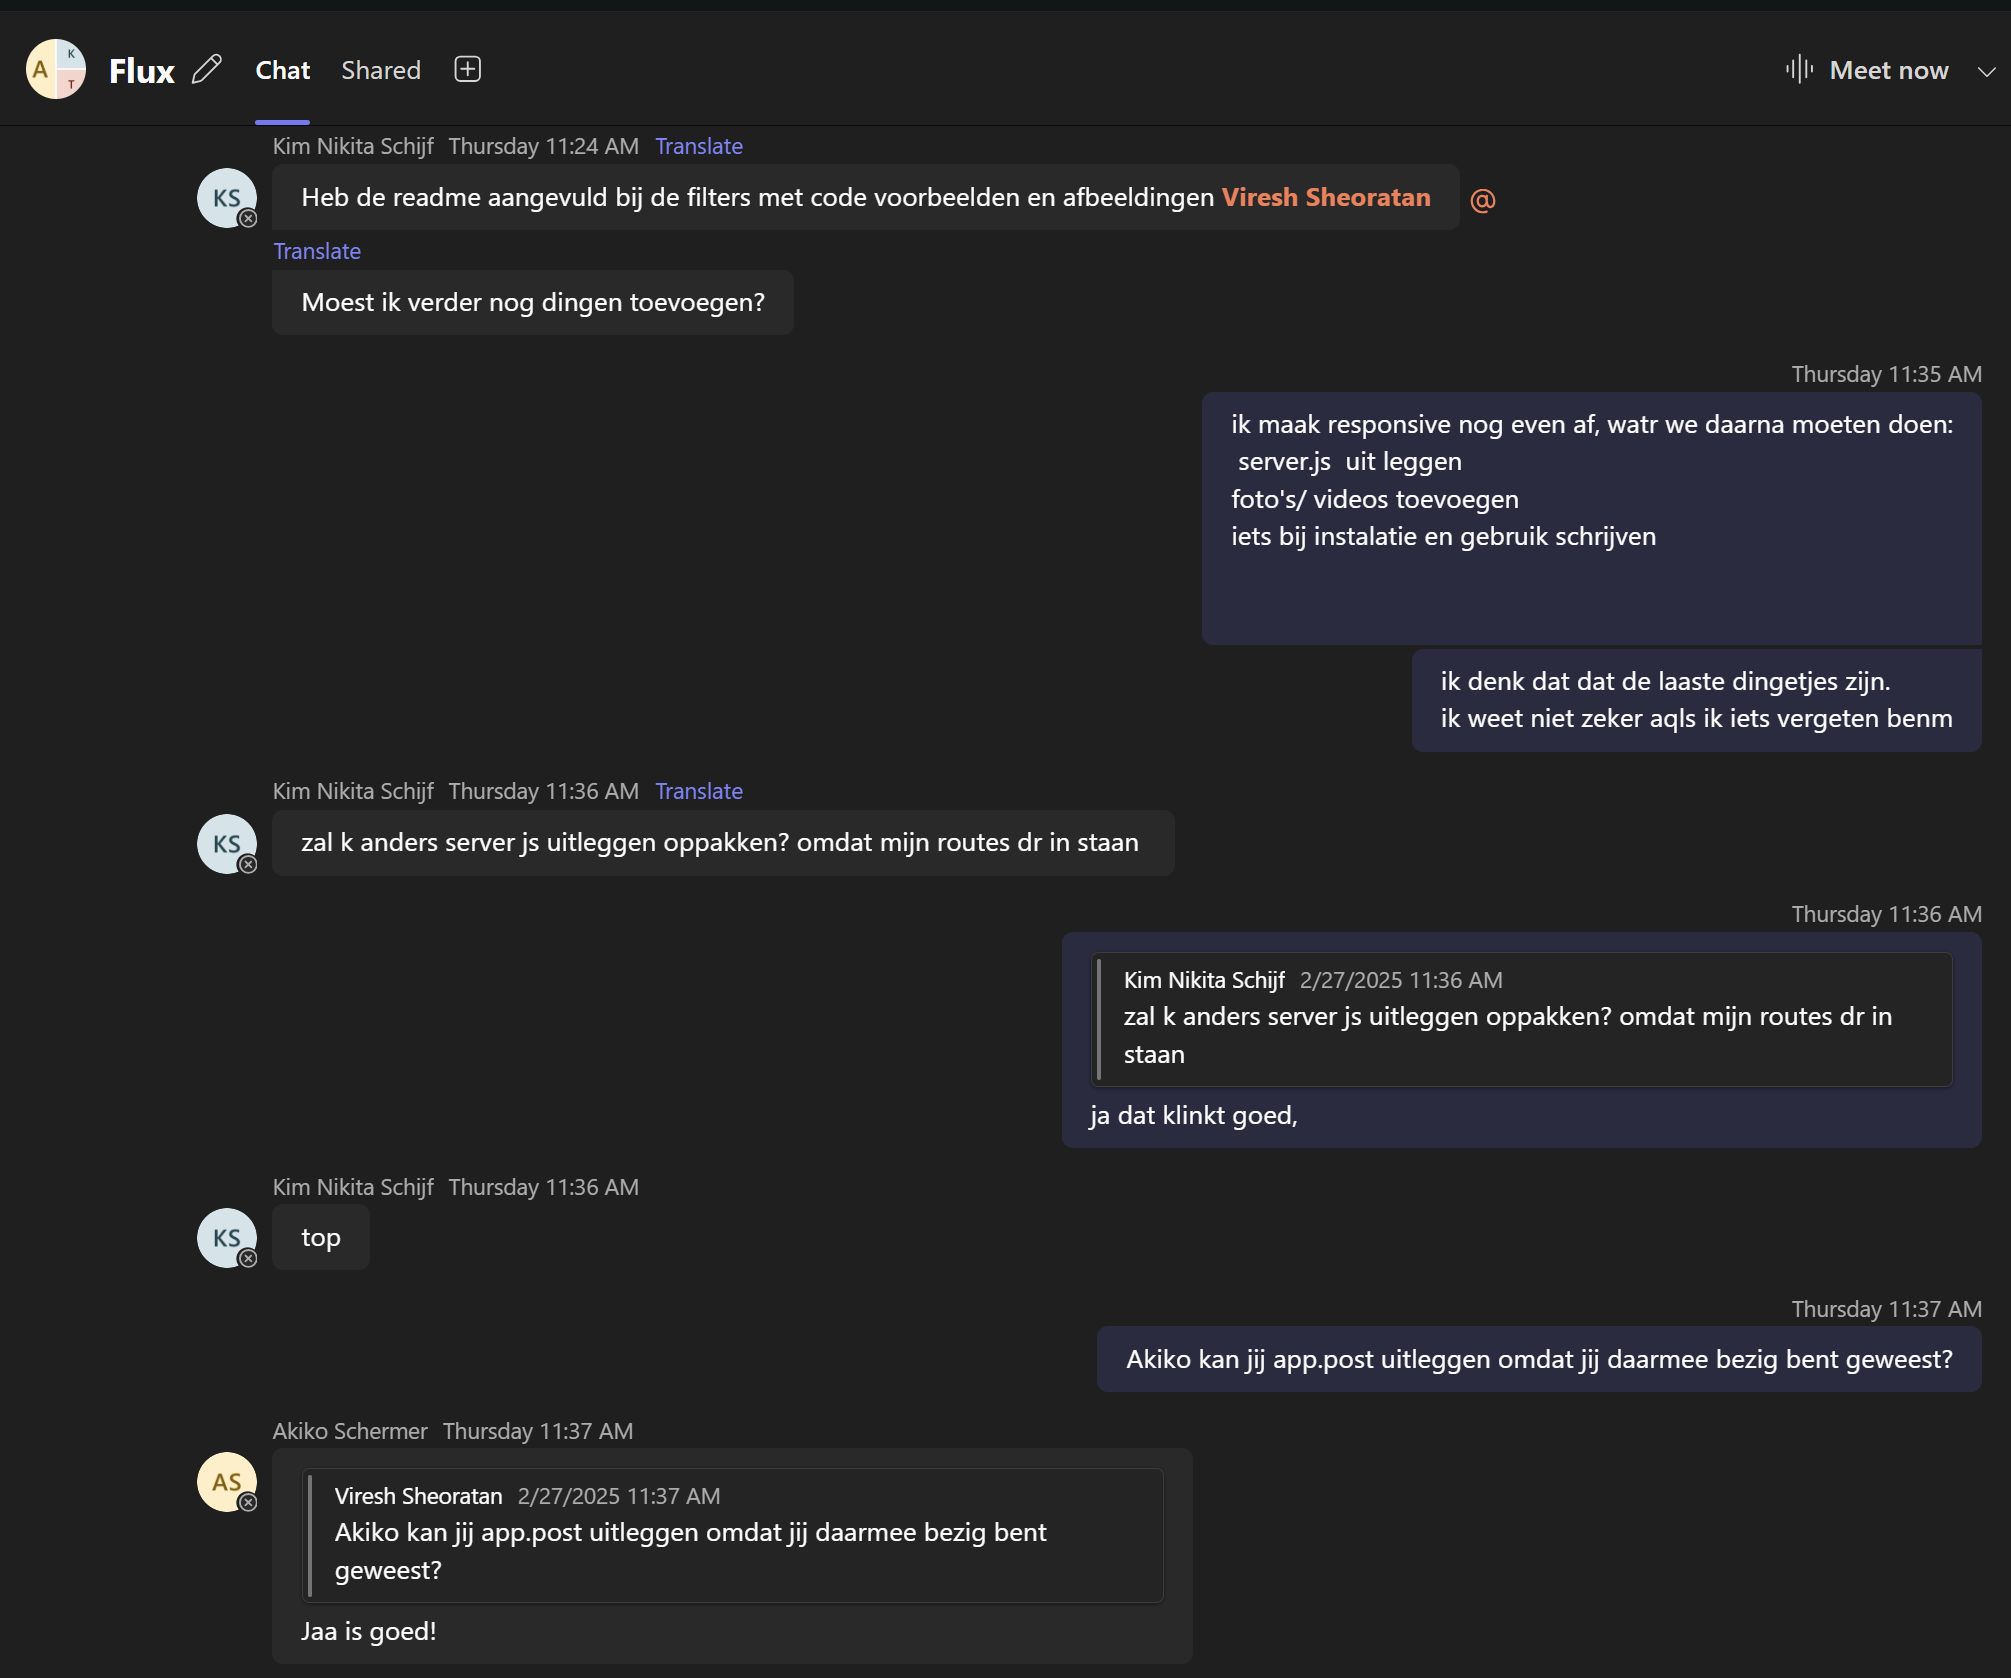 A
K
T
Flux
Chat
Shared
Meet now
Kim Nikita Schijf Thursday 11:24 AM Translate
KS
Heb de readme aangevuld bij de filters met code voorbeelden en afbeeldingen Viresh Sheoratan
@
Translate
Moest ik verder nog dingen toevoegen?
Thursday 11:35 AM
ik maak responsive nog even af, watr we daarna moeten doen:
server.js uit leggen
foto's/ videos toevoegen
iets bij instalatie en gebruik schrijven
ik denk dat dat de laaste dingetjes zijn.
ik weet niet zeker aqls ik iets vergeten benm
Kim Nikita Schijf Thursday 11:36 AM Translate
KS
zal k anders server js uitleggen oppakken? omdat mijn routes dr in staan
Thursday 11:36 AM
Kim Nikita Schijf 2/27/2025 11:36 AM
zal k anders server js uitleggen oppakken? omdat mijn routes dr in
staan
ja dat klinkt goed,
Kim Nikita Schijf Thursday 11:36 AM
KS
top
Thursday 11:37 AM
Akiko kan jij app.post uitleggen omdat jij daarmee bezig bent geweest?
Akiko Schermer Thursday 11:37 AM
AS
Viresh Sheoratan 2/27/2025 11:37 AM
Akiko kan jij app.post uitleggen omdat jij daarmee bezig bent
geweest?
Jaa is goed!